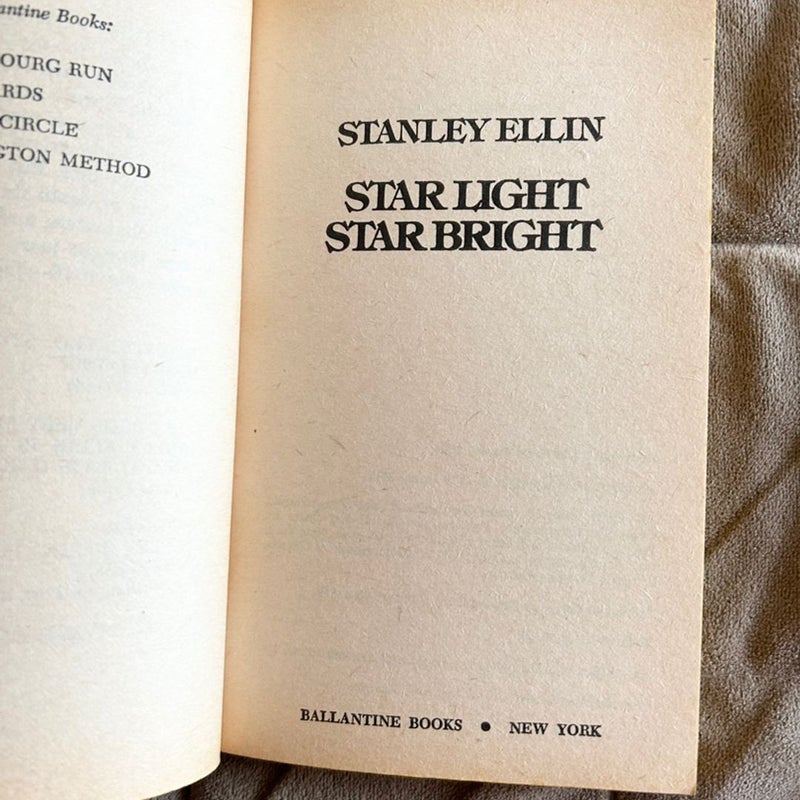 antine Books:
OURG RUN
RDS
CIRCLE
GTON METHOD
STANLEY ELLIN
STAR LIGHT
STAR BRIGHT
BALLANTINE BOOKS • NEW YORK